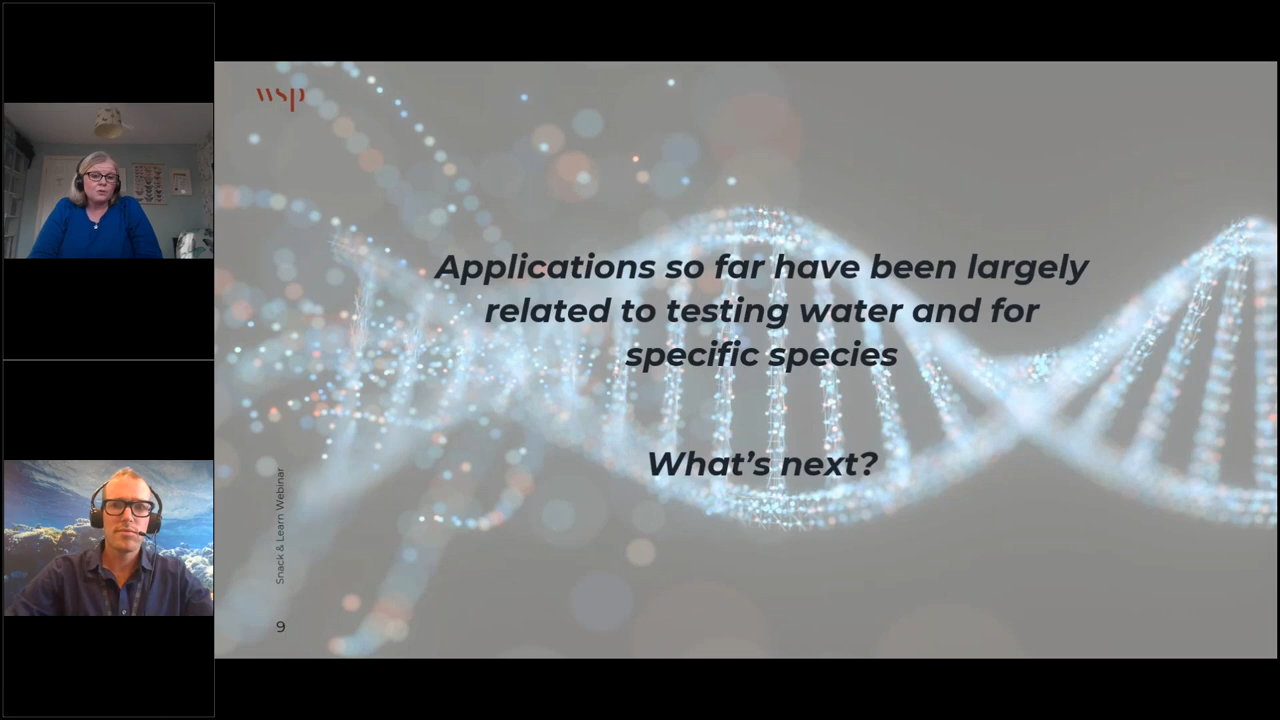 wsp
Applications so far have been largely
related to testing water and for
specific species
What's next?
Snack & Learn Webinar
9